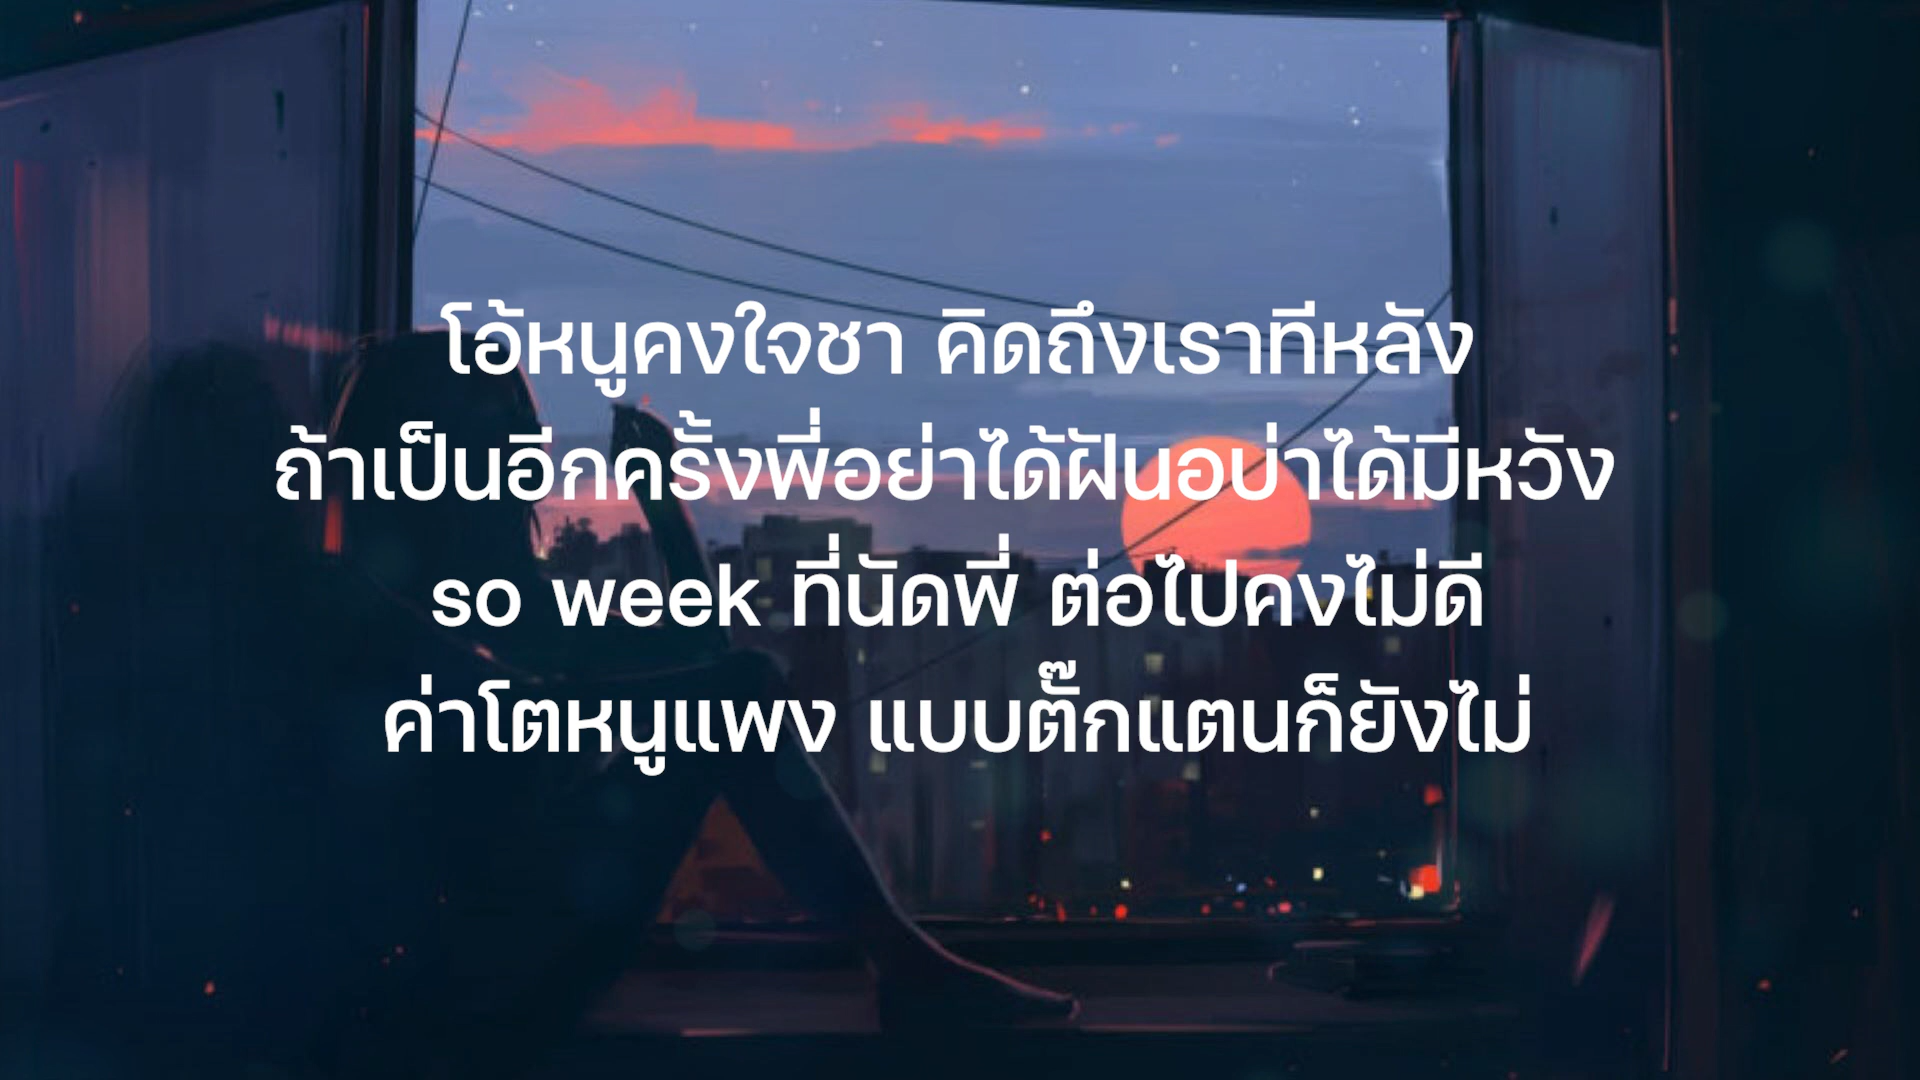 โอ้หนูคงใจชา คิดถึงเราทีหลัง
ถ้าเป็นอีกครั้งพี่อย่าได้ฝันอบ่าได้มีหวัง
so week ที่นัดพี่ ต่อไปคงไม่ดี
ค่าโตหนูแพง แบบตั๊กแตนก็ยังไม่